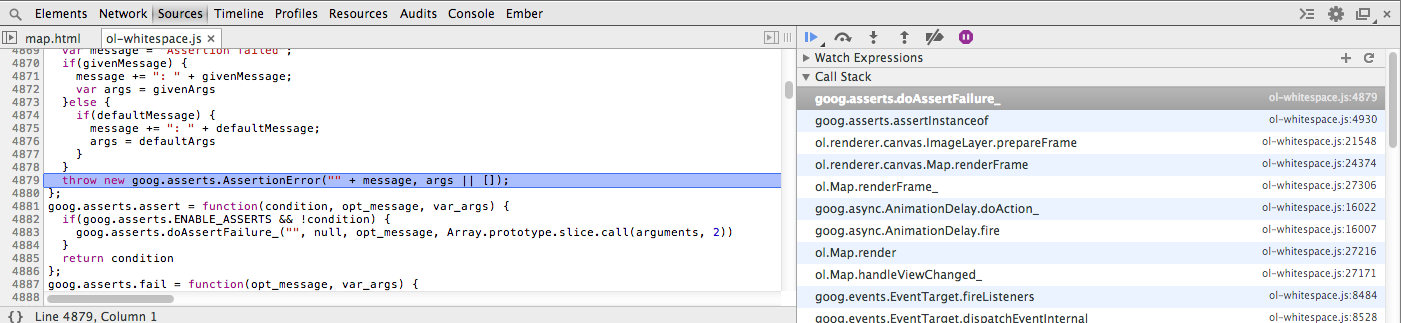 Elements Network Sources Timeline Profiles Resources Audits Console Ember
map.html ol-whitespace.js ×
4869 var message = "Assertion failed";
4870 if(givenMessage) {
4871 message += ": " + givenMessage;
4872 var args = givenArgs
4873 }else {
4874 if(defaultMessage) {
4875 message += ": " + defaultMessage;
4876 args = defaultArgs
4877 }
4878 }
4879 throw new goog.asserts.AssertionError("" + message, args || []);
4880 };
4881 goog.asserts.assert = function(condition, opt_message, var_args) {
4882 if(goog.asserts.ENABLE_ASSERTS && !condition) {
4883 goog.asserts.doAssertFailure_("", null, opt_message, Array.prototype.slice.call(arguments, 2))
4884 }
4885 return condition
4886 };
4887 goog.asserts.fail = function(opt_message, var_args) {
4888
{} Line 4879, Column 1
Watch Expressions
Call Stack
goog.asserts.doAssertFailure_ ol-whitespace.js:4879
goog.asserts.assertInstanceof ol-whitespace.js:4930
ol.renderer.canvas.ImageLayer.prepareFrame ol-whitespace.js:21548
ol.renderer.canvas.Map.renderFrame ol-whitespace.js:24374
ol.Map.renderFrame_ ol-whitespace.js:27306
goog.async.AnimationDelay.doAction_ ol-whitespace.js:16022
goog.async.AnimationDelay.fire ol-whitespace.js:16007
ol.Map.render ol-whitespace.js:27216
ol.Map.handleViewChanged_ ol-whitespace.js:27171
goog.events.EventTarget.fireListeners ol-whitespace.js:8484
goog.events.EventTarget.dispatchEventInternal ol-whitespace.js:8528